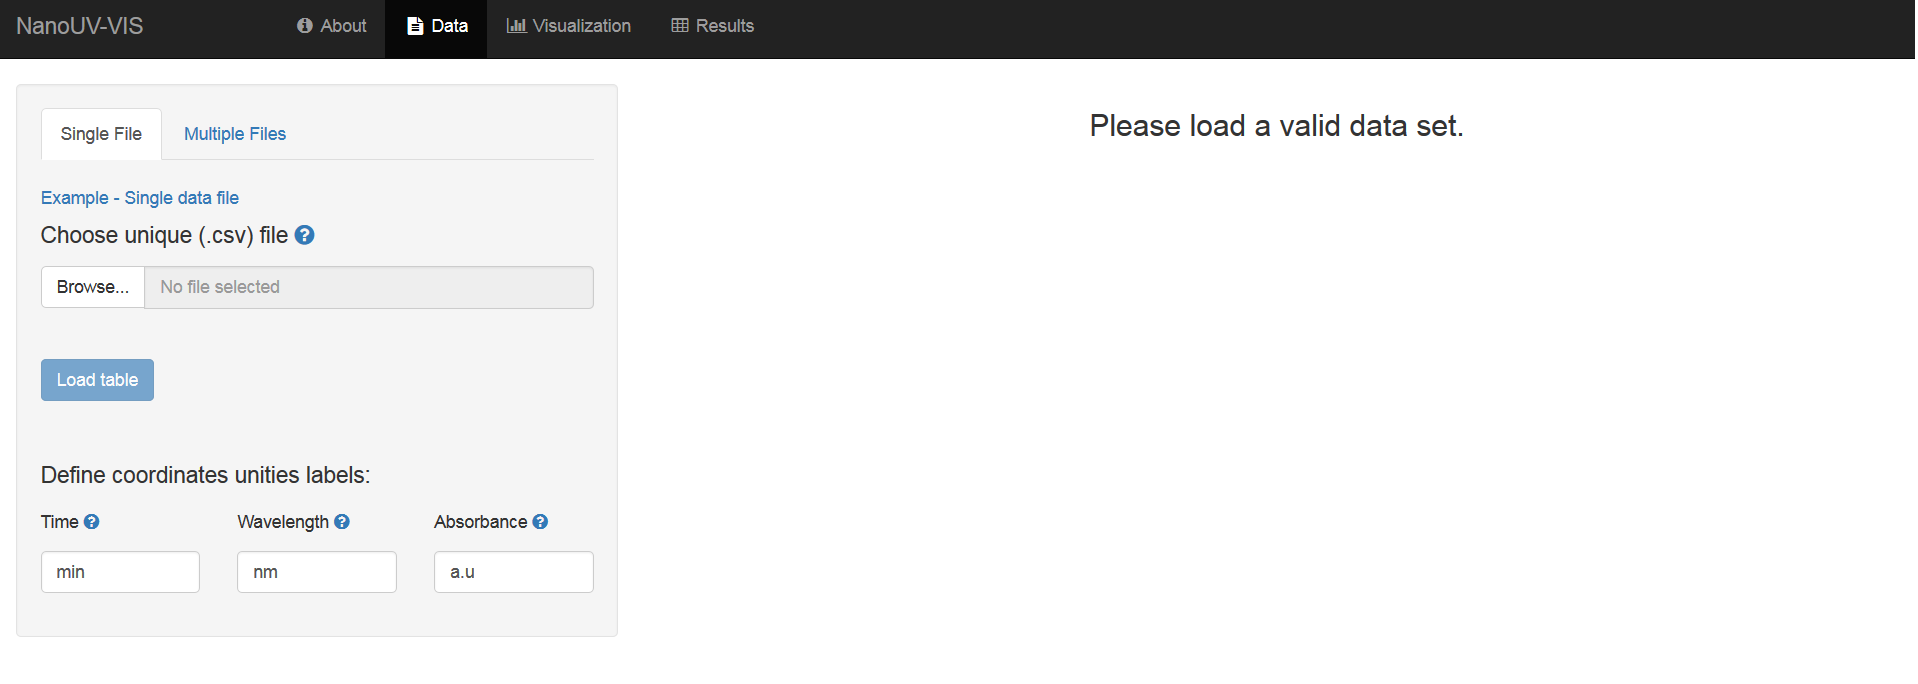 NanoUV-VIS About Data Visualization Results
Single File Multiple Files
Please load a valid data set.
Example - Single data file
Choose unique (.csv) file
Browse... No file selected
Load table
Define coordinates unities labels:
Time Wavelength Absorbance
min nm a.u